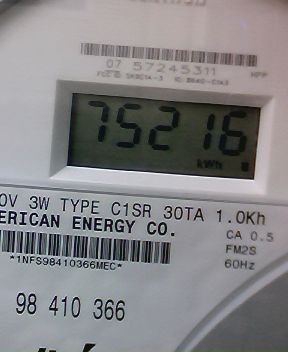 07 57245311
75216
kWh
0V 3W TYPE C1SR 30TA 1.0Kh
ERICAN ENERGY CO.
CA 0.5
FM2S
*1NFS98410366MEC*
60Hz
98 410 366